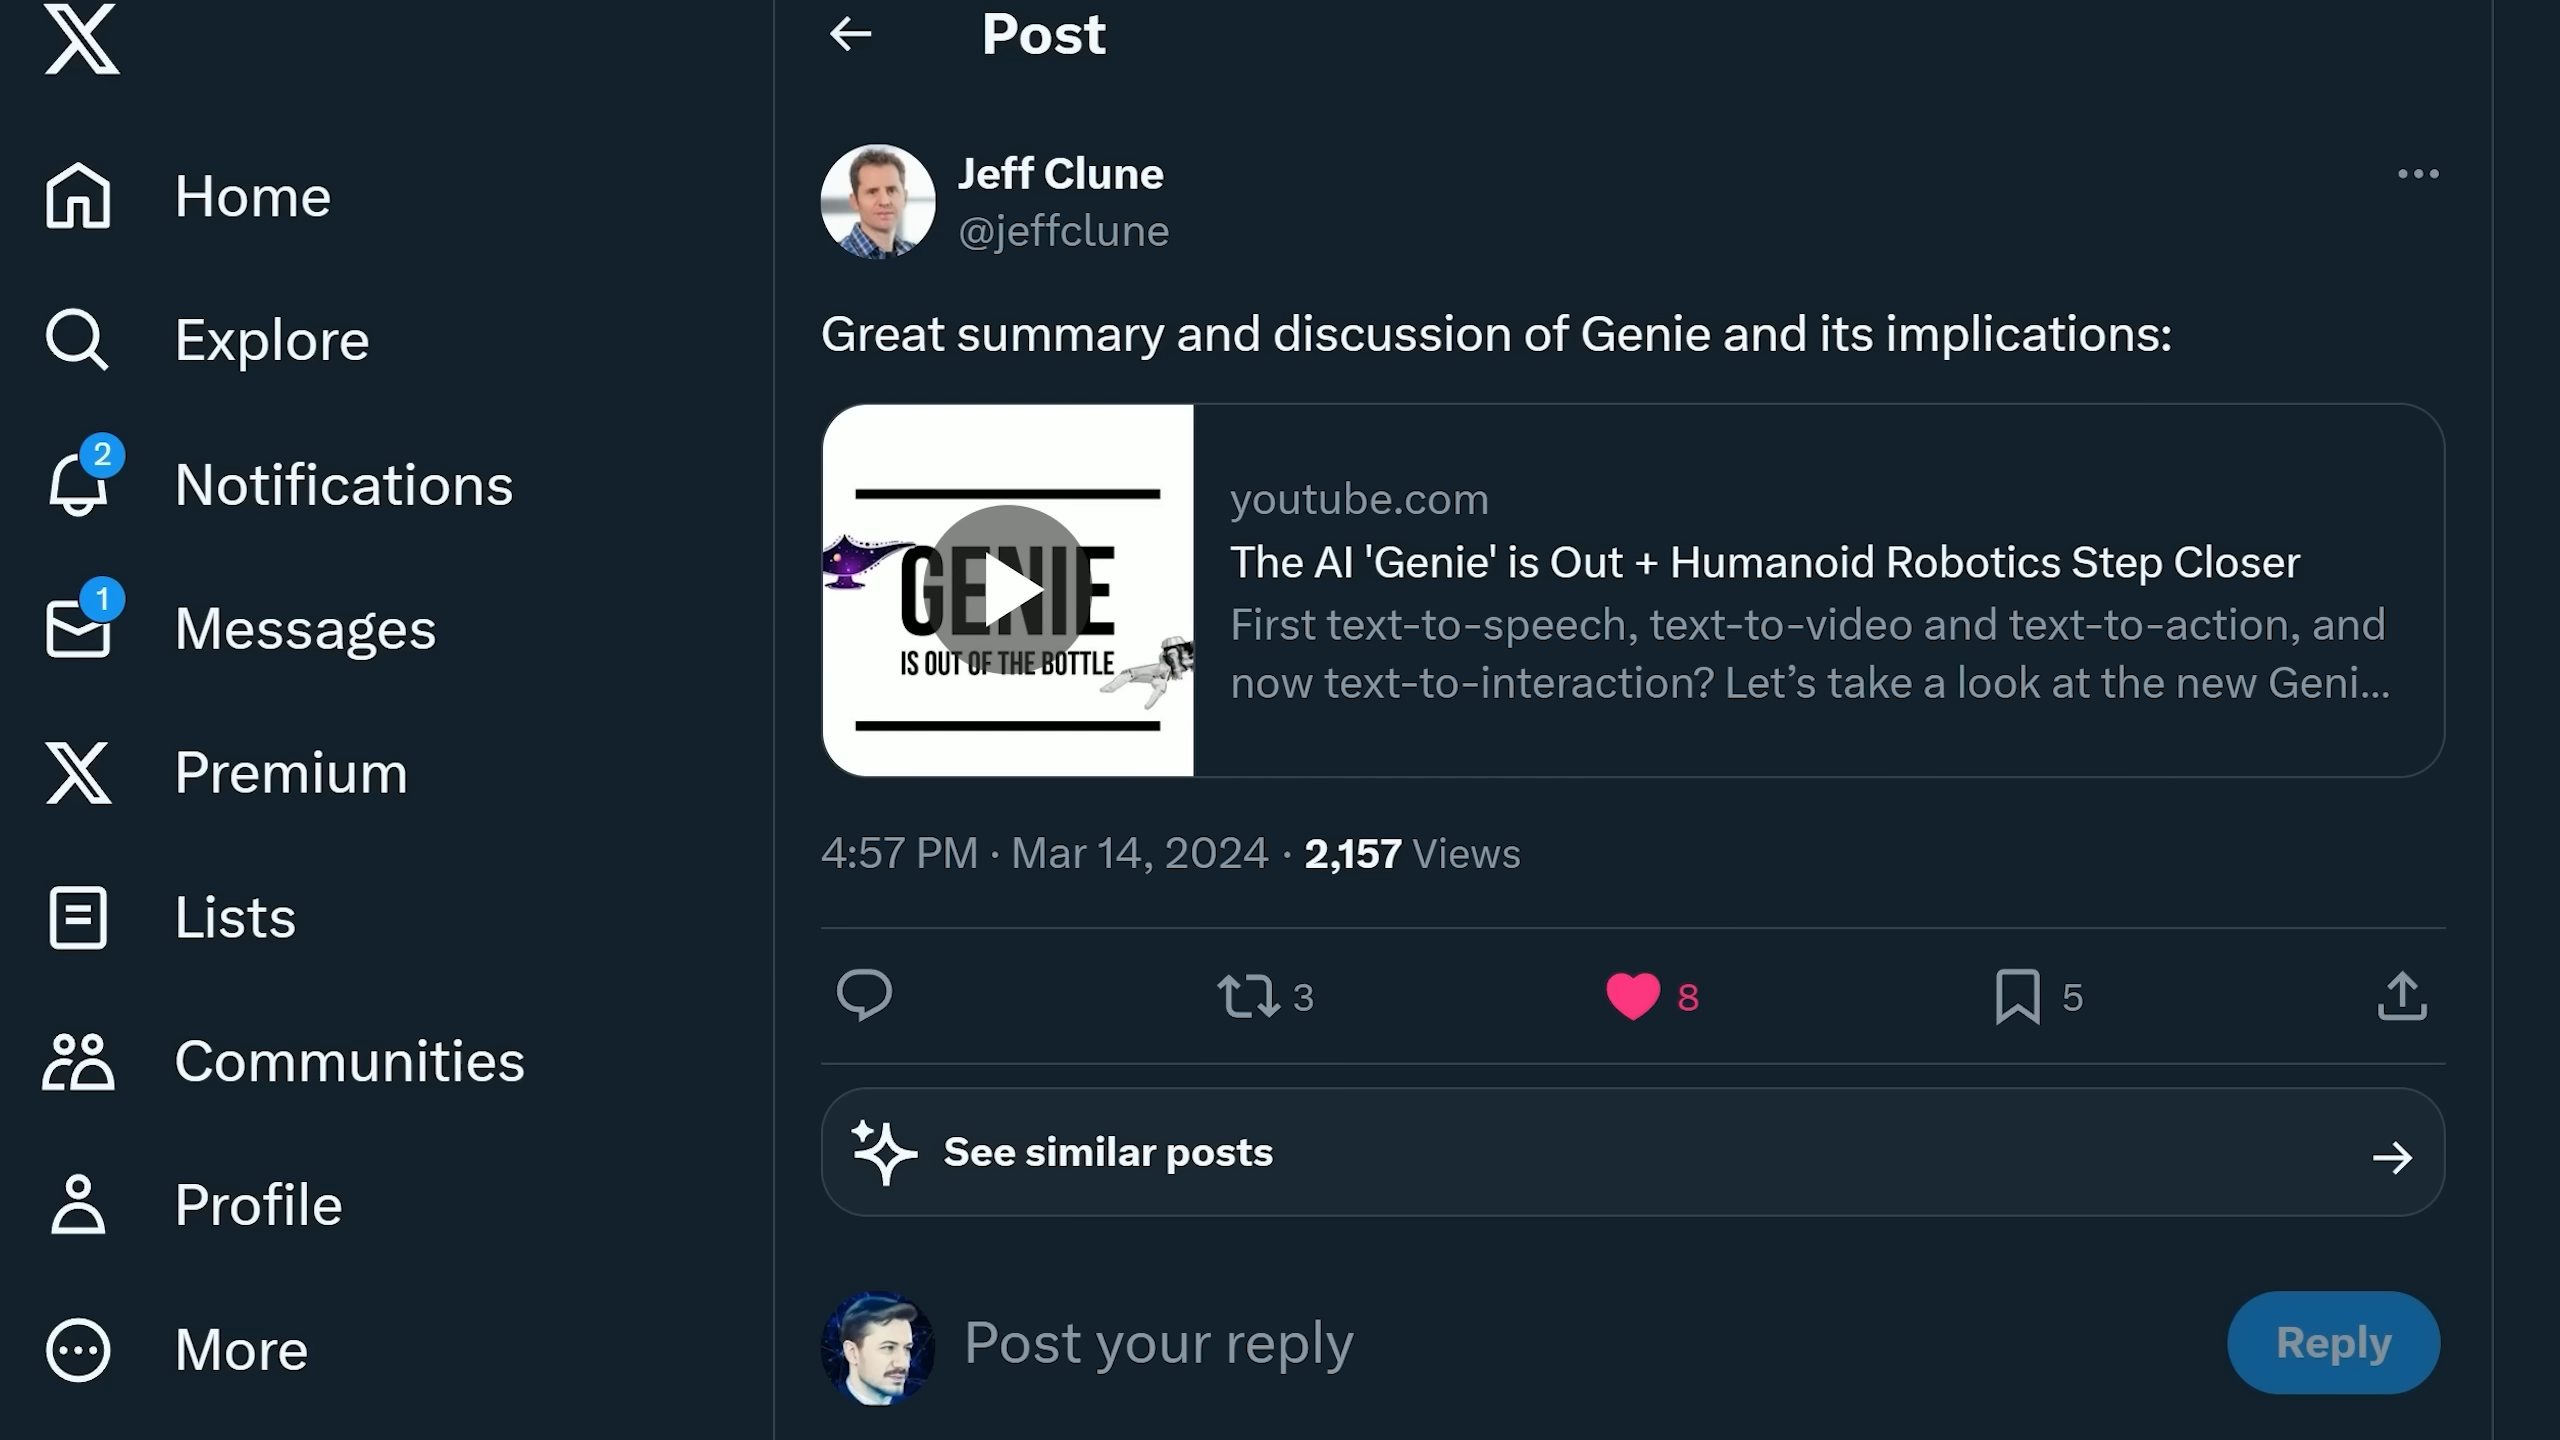 Home
Explore
2
Notifications
1
Messages
Premium
Lists
Communities
Profile
More
Post
Jeff Clune
@jeffclune
Great summary and discussion of Genie and its implications:
GENIE
IS OUT OF THE BOTTLE
youtube.com
The AI 'Genie' is Out + Humanoid Robotics Step Closer
First text-to-speech, text-to-video and text-to-action, and
now text-to-interaction? Let’s take a look at the new Geni...
4:57 PM · Mar 14, 2024 · 2,157 Views
3
8
5
See similar posts
Post your reply
Reply